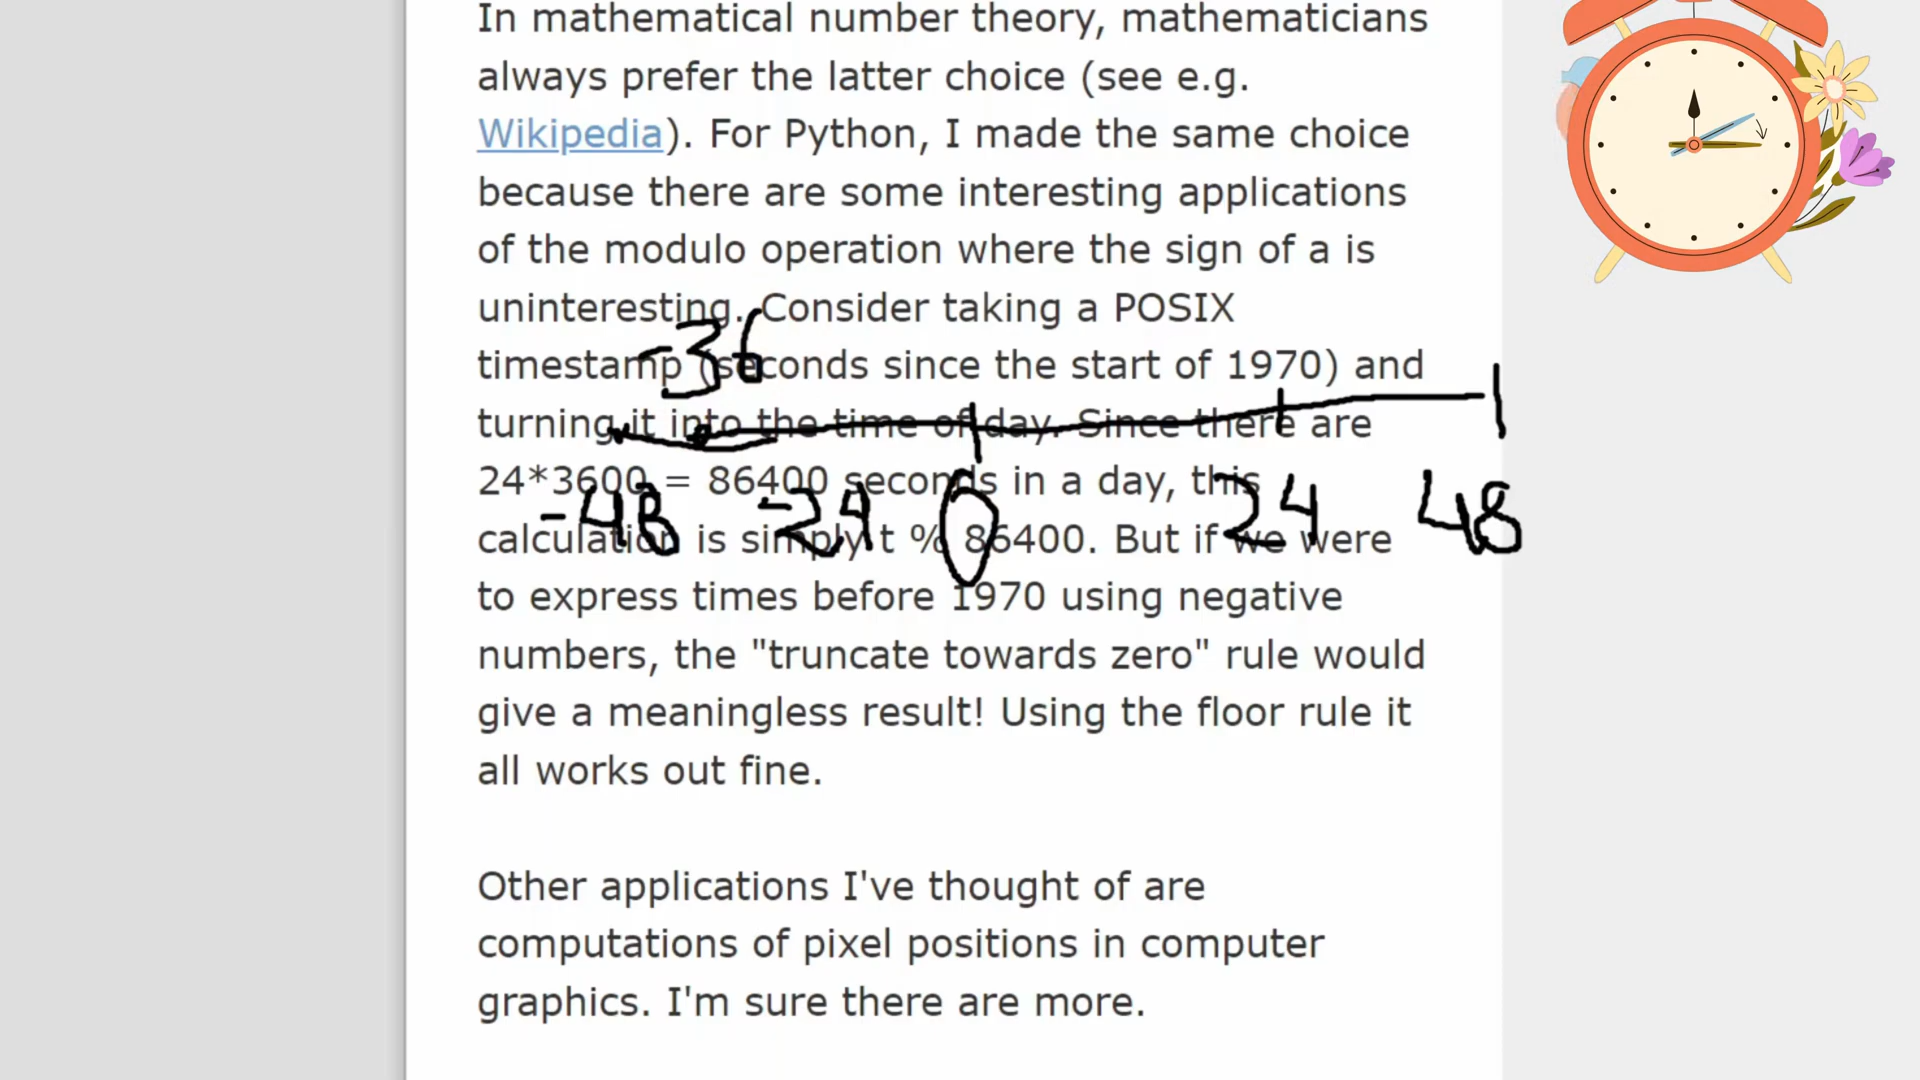 In mathematical number theory, mathematicians
always prefer the latter choice (see e.g.
Wikipedia). For Python, I made the same choice
because there are some interesting applications
of the modulo operation where the sign of a is
uninteresting. Consider taking a POSIX
-36
timestamp (seconds since the start of 1970) and
turning it into the time of day. Since there are
24*3600 = 86400 seconds in a day, this
-48 -24 0 24 48
calculation is simply t % 86400. But if we were
to express times before 1970 using negative
numbers, the "truncate towards zero" rule would
give a meaningless result! Using the floor rule it
all works out fine.
Other applications I've thought of are
computations of pixel positions in computer
graphics. I'm sure there are more.